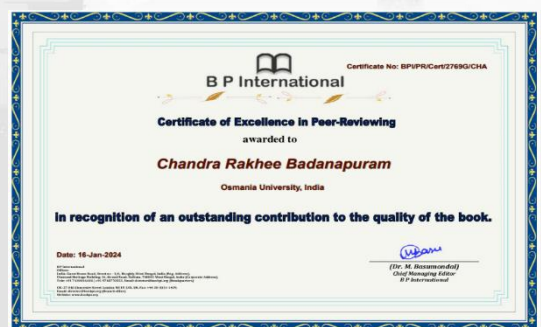 Certificate No: BPI/PR/Cert/2769G/CHA
B P International
Certificate of Excellence in Peer-Reviewing
awarded to
Chandra Rakhee Badanapuram
Osmania University, India
in recognition of an outstanding contribution to the quality of the book.
Date: 16-Jan-2024
(Dr. M. Basumondal)
Chief Managing Editor
B P International
B P International